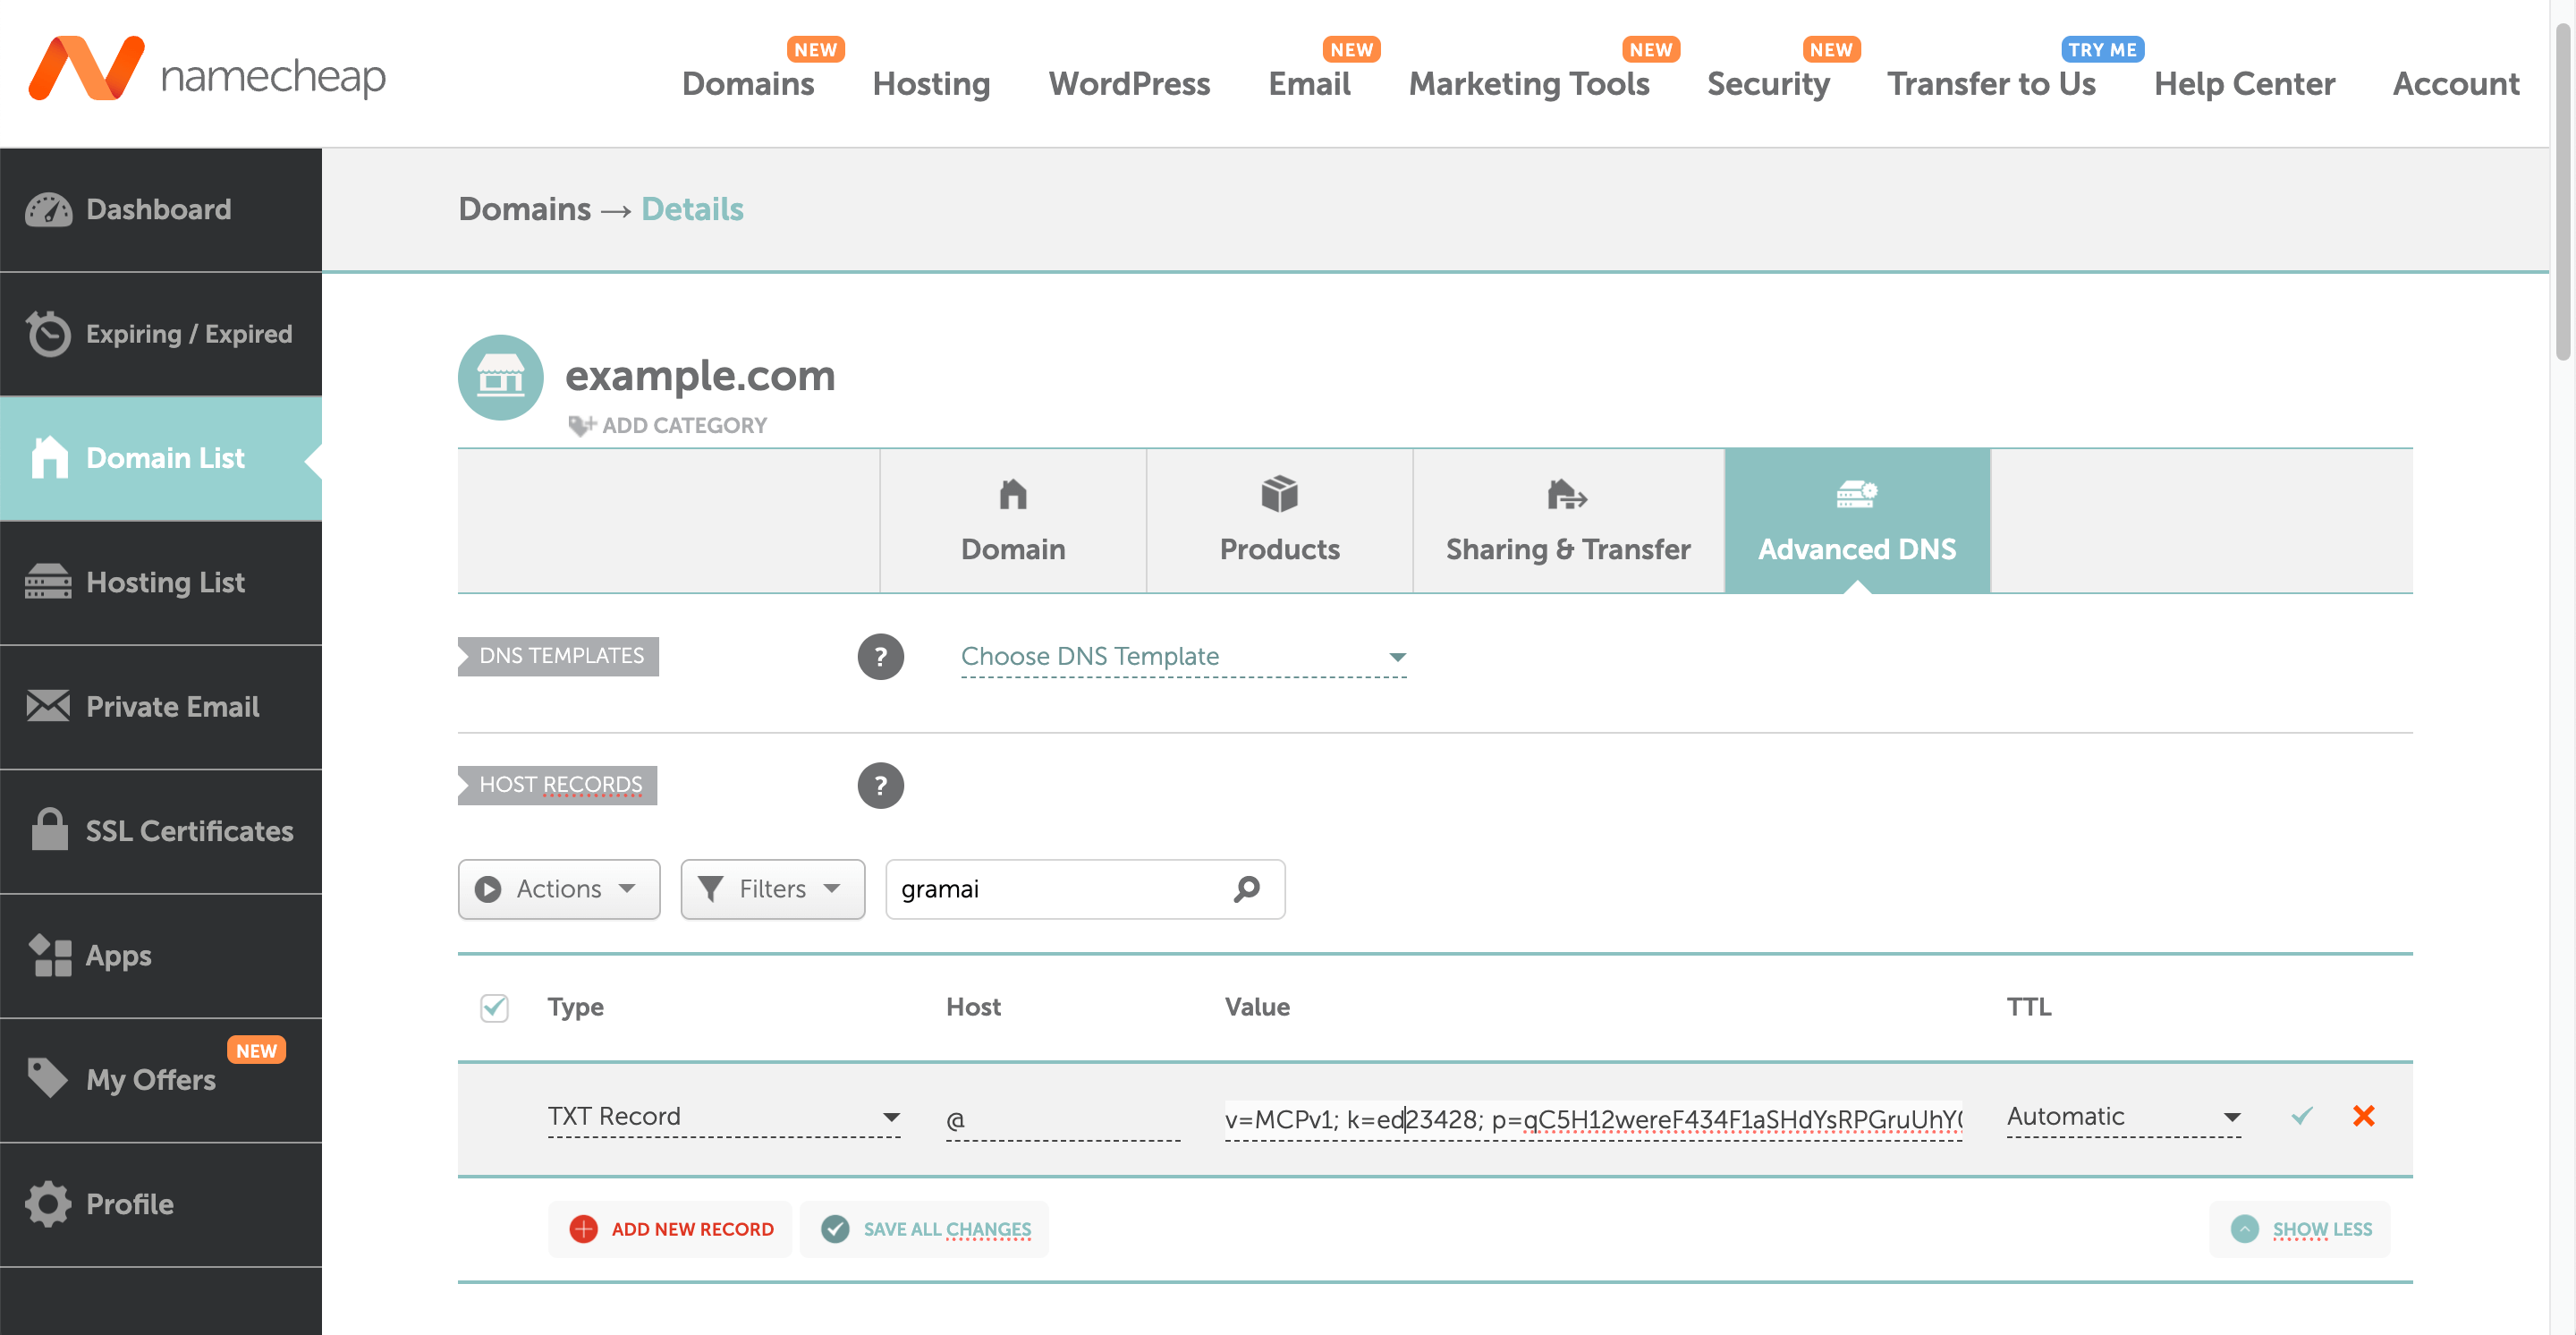 namecheap
NEW NEW NEW NEW TRY ME
Domains Hosting WordPress Email Marketing Tools Security Transfer to Us Help Center Account
Dashboard
Expiring / Expired
Domain List
Hosting List
Private Email
SSL Certificates
Apps
NEW
My Offers
Profile
Domains → Details
example.com
ADD CATEGORY
Domain Products Sharing & Transfer Advanced DNS
DNS TEMPLATES ? Choose DNS Template
HOST RECORDS ?
Actions Filters gramai
Type Host Value TTL
TXT Record @ v=MCPv1; k=ed23428; p=qC5H12wereF434F1aSHdYsRPGruUhY Automatic
ADD NEW RECORD SAVE ALL CHANGES SHOW LESS